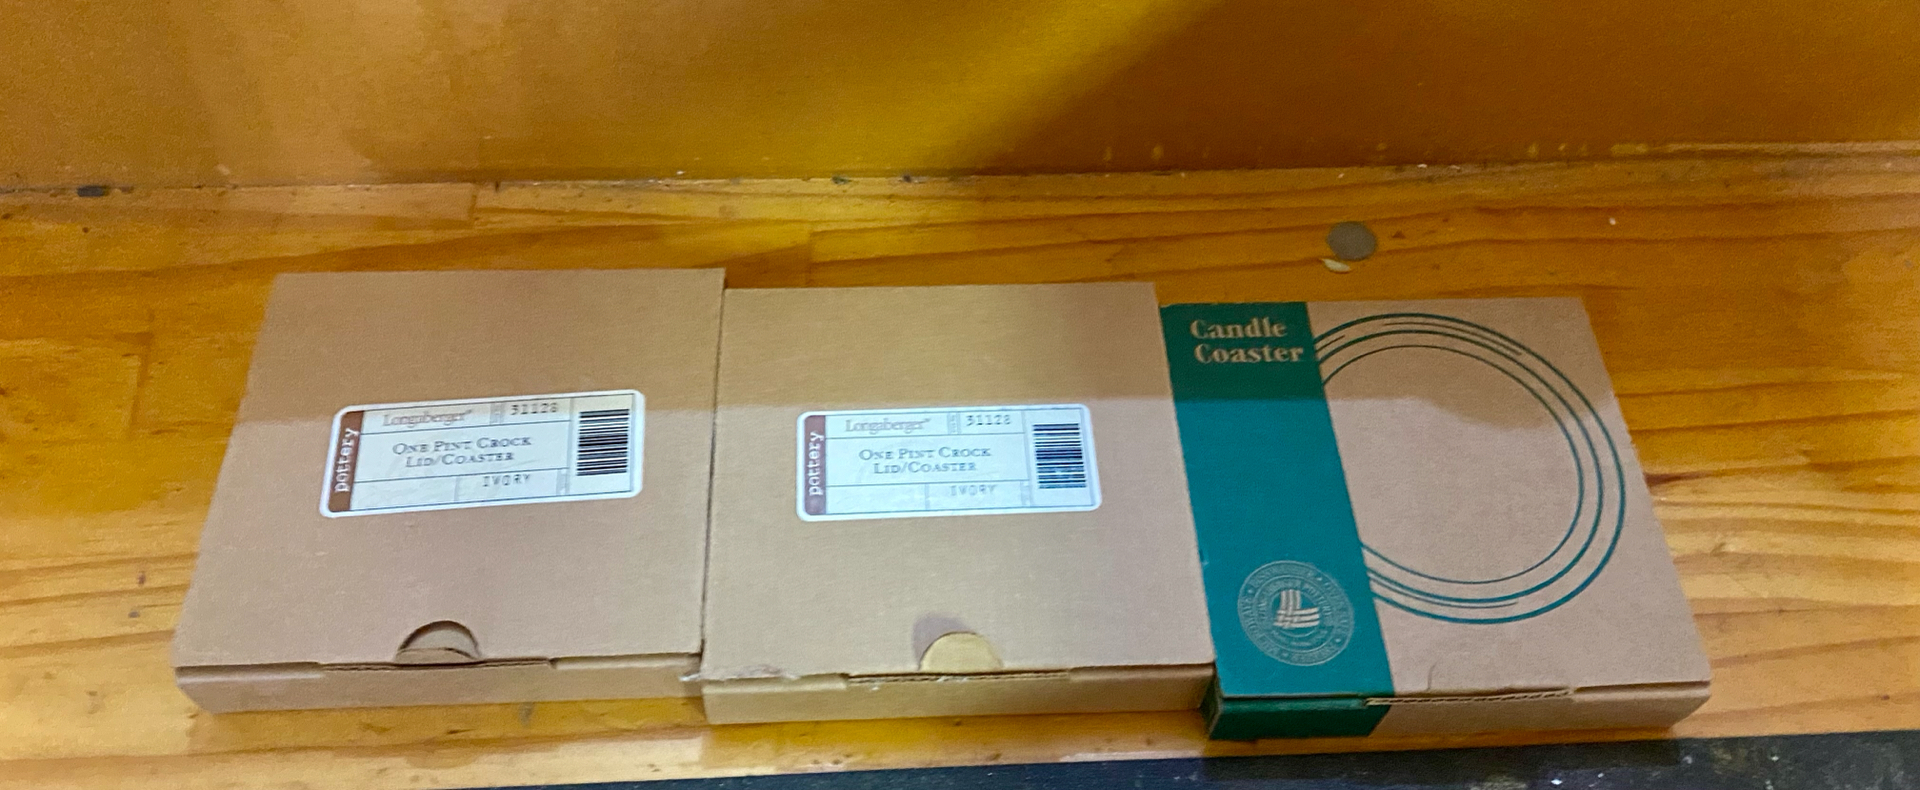 pottery
Longaberger®
31128
ONE PINT CROCK
LID/COASTER
IVORY
pottery
Longaberger®
31128
ONE PINT CROCK
LID/COASTER
IVORY
Candle
Coaster